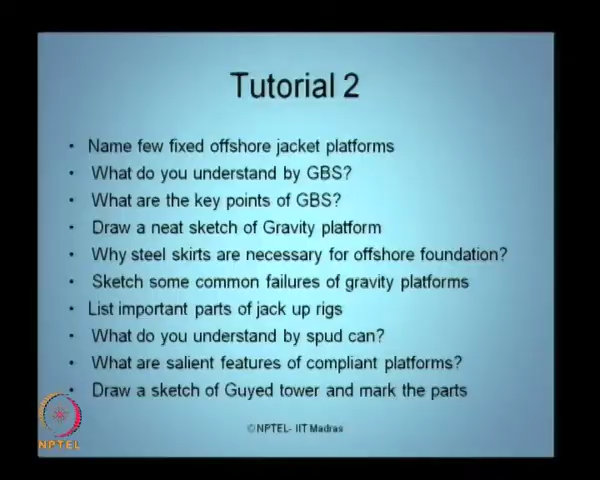 Tutorial 2
• Name few fixed offshore jacket platforms
• What do you understand by GBS?
• What are the key points of GBS?
• Draw a neat sketch of Gravity platform
• Why steel skirts are necessary for offshore foundation?
• Sketch some common failures of gravity platforms
• List important parts of jack up rigs
• What do you understand by spud can?
• What are salient features of compliant platforms?
• Draw a sketch of Guyed tower and mark the parts
©NPTEL- IIT Madras
NPTEL